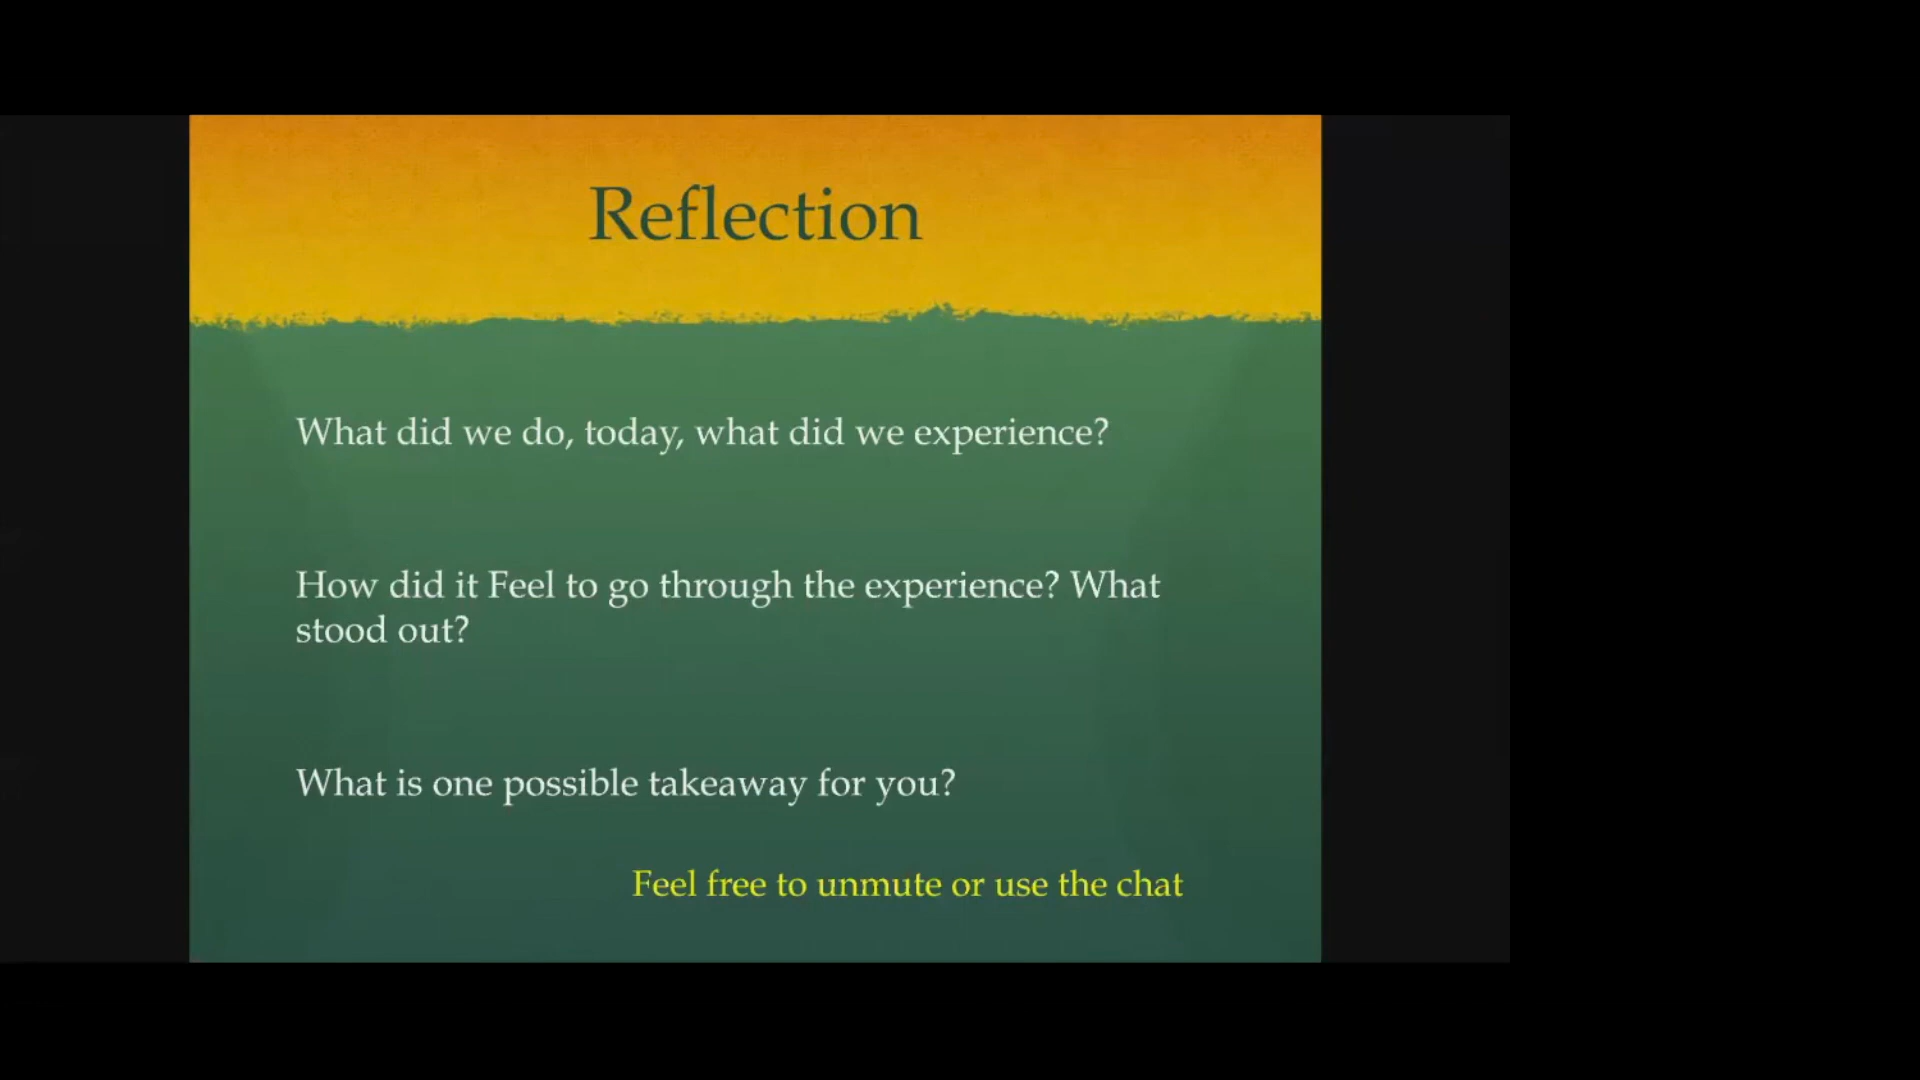 Reflection
What did we do, today, what did we experience?
How did it Feel to go through the experience? What
stood out?
What is one possible takeaway for you?
Feel free to unmute or use the chat